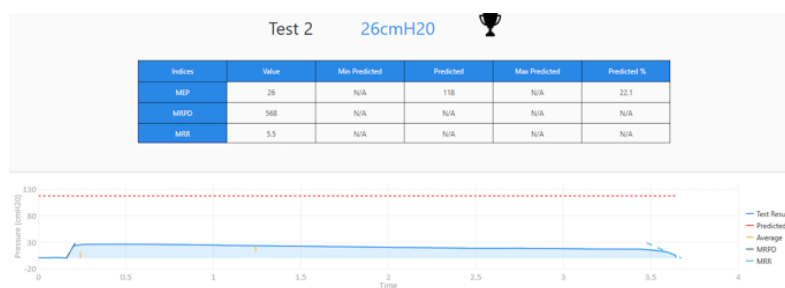 Test 2 26cmH20
Indices Value Min Predicted Predicted Max Predicted Predicted %
MEP 26 N/A 118 N/A 22.1
MRPD 568 N/A N/A N/A N/A
MRR 5.5 N/A N/A N/A N/A
130
80
30
-20
Pressure (cmH20)
0 0.5 1 1.5 2 2.5 3 3.5 4
Time
Test Resu
Predicted
Average
MRPD
MRR